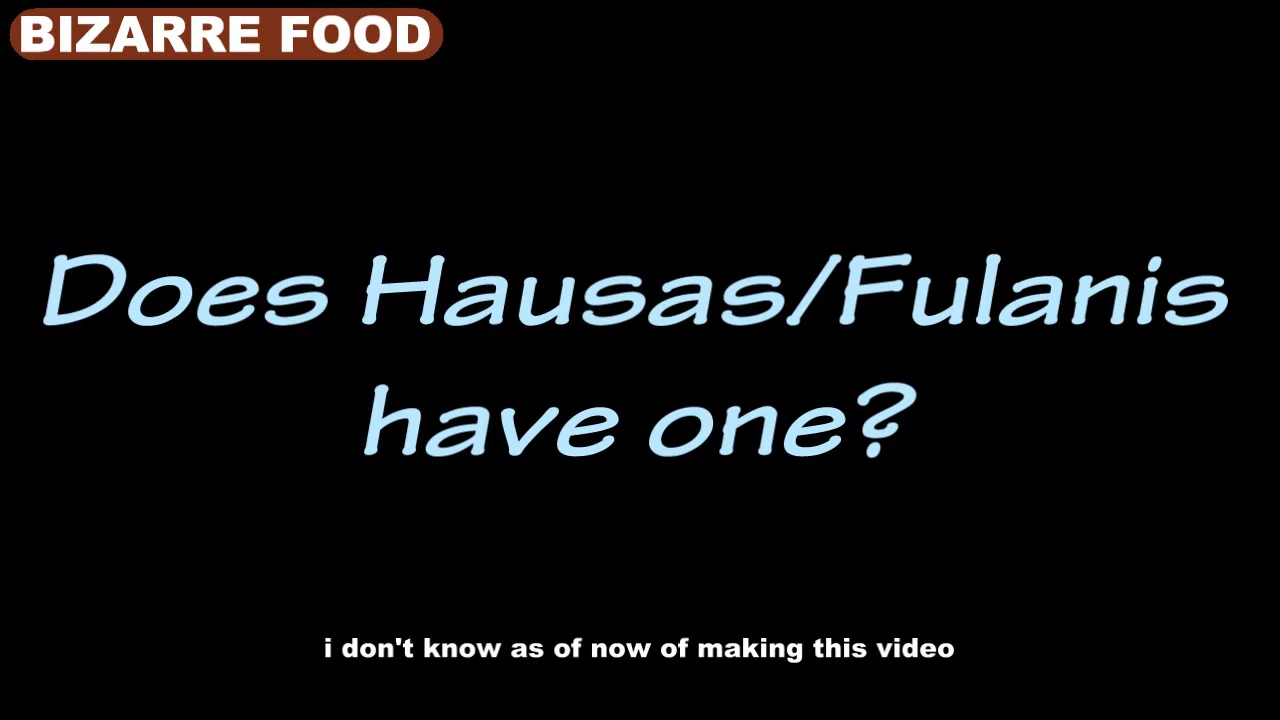 BIZARRE FOOD
Does Hausas/Fulanis
have one?
i don't know as of now of making this video